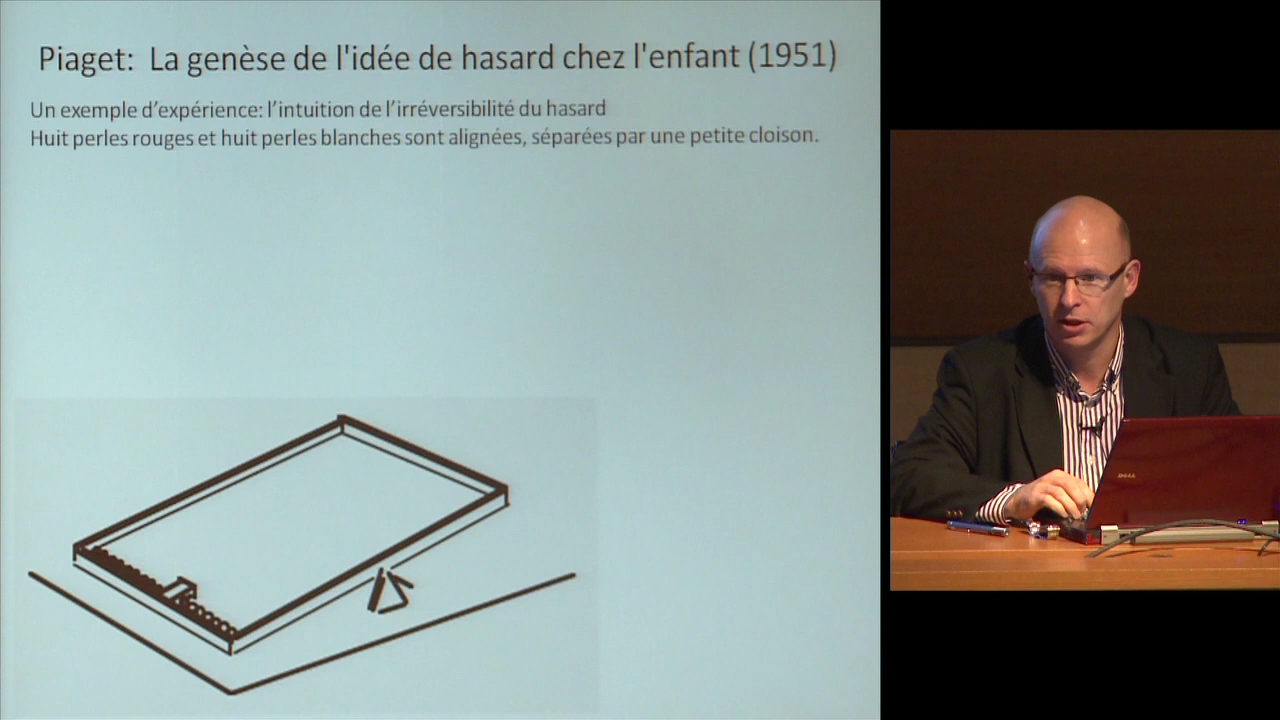 Piaget: La genèse de l'idée de hasard chez l'enfant (1951)
Un exemple d'expérience: l'intuition de l'irréversibilité du hasard
Huit perles rouges et huit perles blanches sont alignées, séparées par une petite cloison.
DELL